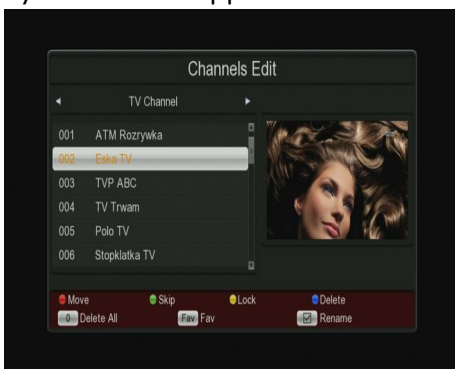 Channels Edit
TV Channel
001 ATM Rozrywka
002 Eska TV
003 TVP ABC
004 TV Trwam
005 Polo TV
006 Stopklatka TV
Move Skip Lock Delete
0 Delete All Fav Fav Rename